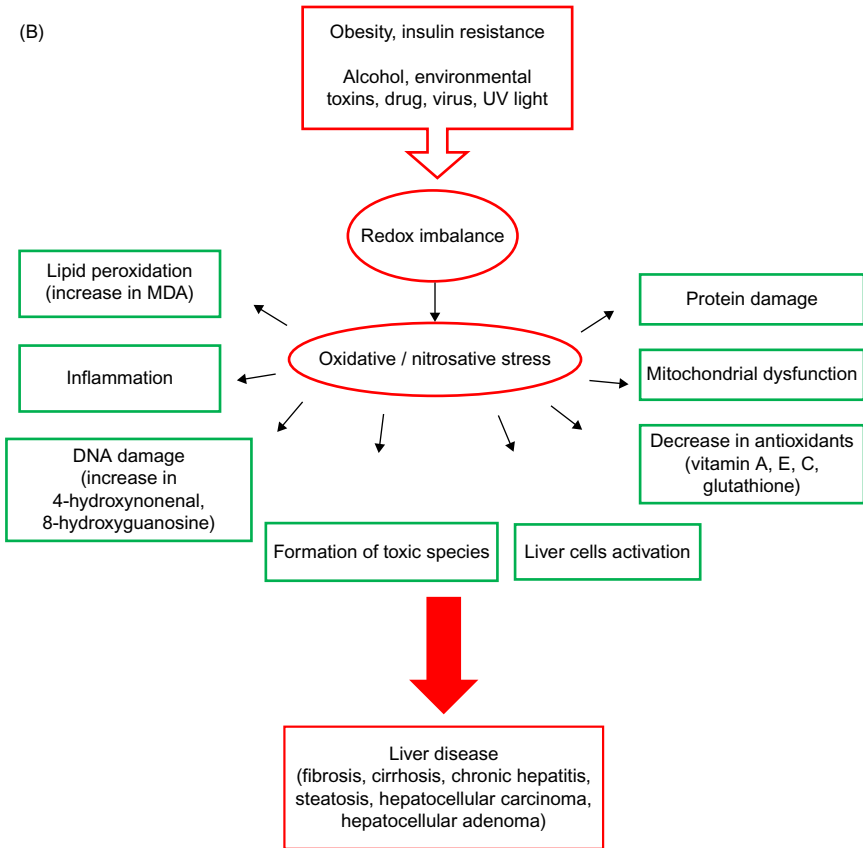 (B)
Obesity, insulin resistance
Alcohol, environmental
toxins, drug, virus, UV light
Redox imbalance
Lipid peroxidation
(increase in MDA)
Protein damage
Oxidative / nitrosative stress
Inflammation
Mitochondrial dysfunction
DNA damage
(increase in
4-hydroxynonenal,
8-hydroxyguanosine)
Decrease in antioxidants
(vitamin A, E, C,
glutathione)
Formation of toxic species
Liver cells activation
Liver disease
(fibrosis, cirrhosis, chronic hepatitis,
steatosis, hepatocellular carcinoma,
hepatocellular adenoma)